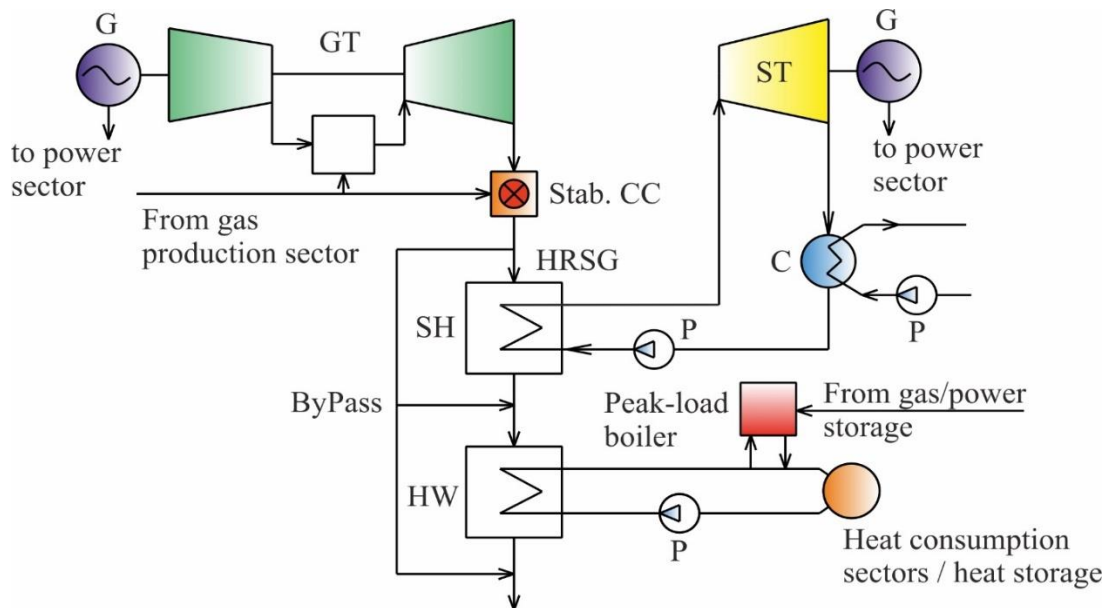 G
GT
ST
G
to power
sector
to power
sector
Stab. CC
From gas
production sector
HRSG
C
SH
P
P
ByPass
Peak-load
boiler
From gas/power
storage
HW
P
Heat consumption
sectors / heat storage